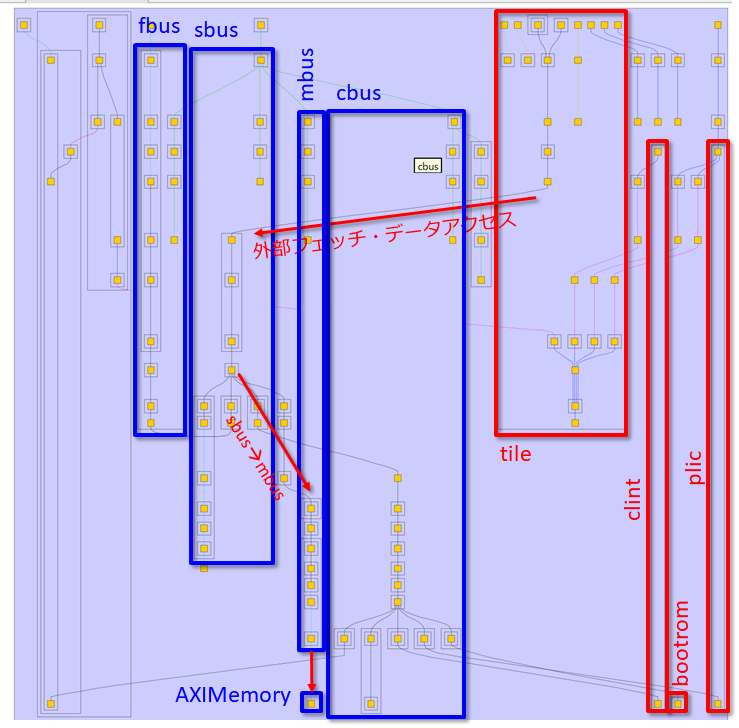 fbus
sbus
mbus
cbus
cbus
外部フェッチ・データアクセス
sbus→mbus
tile
clint
plic
bootrom
AXIMemory